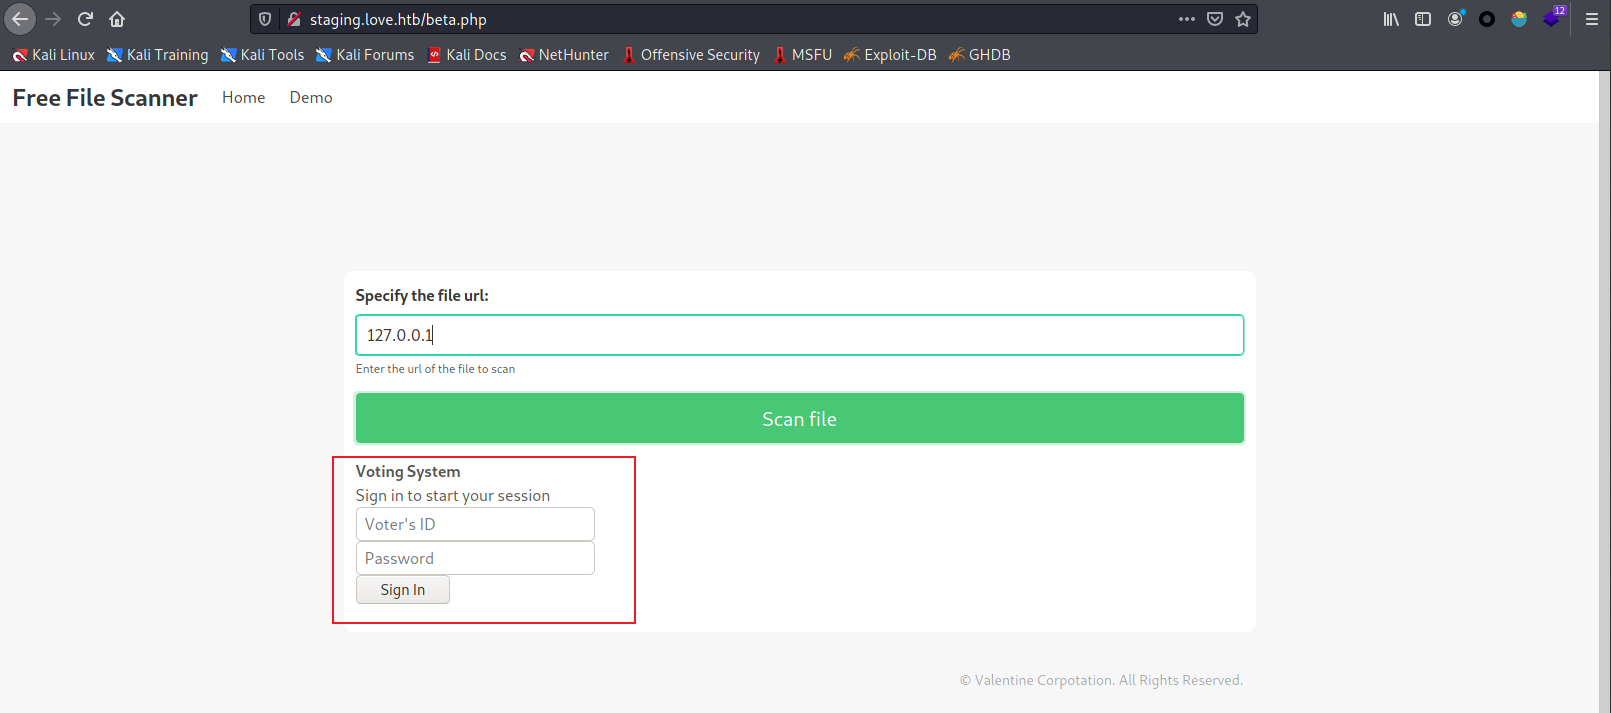 staging.love.htb/beta.php
12
Kali Linux Kali Training Kali Tools Kali Forums Kali Docs NetHunter Offensive Security MSFU Exploit-DB GHDB
Free File Scanner Home Demo
Specify the file url:
127.0.0.1
Enter the url of the file to scan
Scan file
Voting System
Sign in to start your session
Voter's ID
Password
Sign In
© Valentine Corpotation. All Rights Reserved.